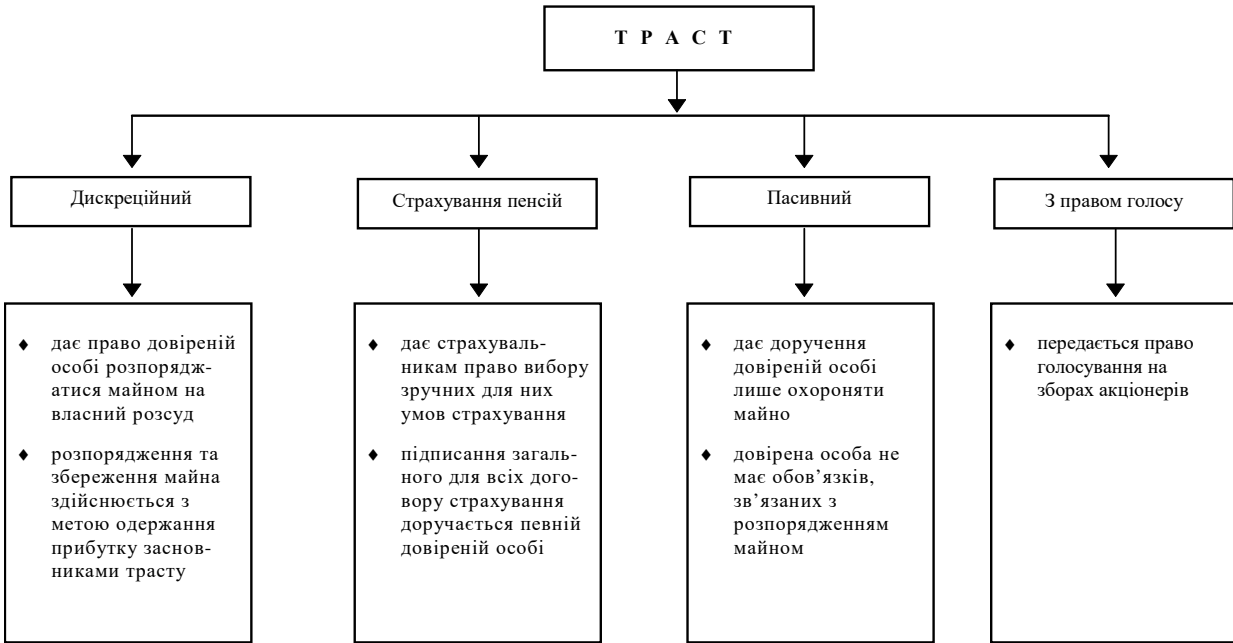 Т Р А С Т
Дискреційний
Страхування пенсій
Пасивний
З правом голосу
♦ дає право довіреній
особі розпорядж-
атися майном на
власний розсуд
♦ розпорядження та
збереження майна
здійснюється з
метою одержання
прибутку заснов-
никами трасту
♦ дає страхуваль-
никам право вибору
зручних для них
умов страхування
♦ підписання загаль-
ного для всіх дого-
вору страхування
доручається певній
довіреній особі
♦ дає доручення
довіреній особі
лише охороняти
майно
♦ довірена особа не
має обов’язків,
зв’язаних з
розпорядженням
майном
♦ передається право
голосування на
зборах акціонерів